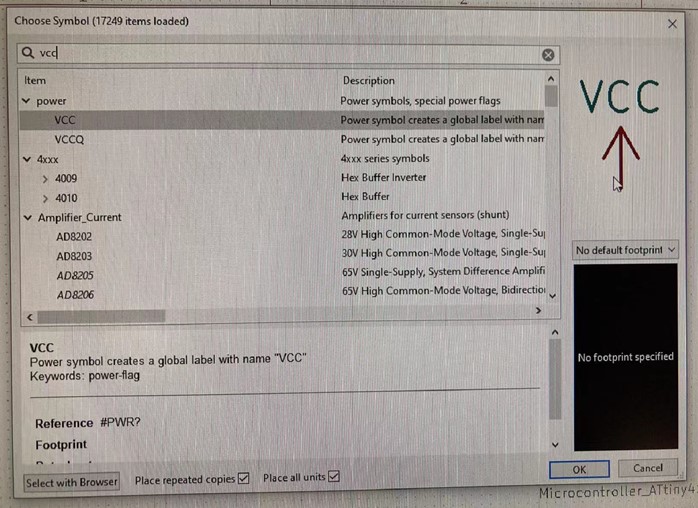 Choose Symbol (17249 items loaded)
vcc
Item Description
power Power symbols, special power flags
VCC Power symbol creates a global label with nam
VCCQ Power symbol creates a global label with nam
4xxx 4xxx series symbols
4009 Hex Buffer Inverter
4010 Hex Buffer
Amplifier_Current Amplifiers for current sensors (shunt)
AD8202 28V High Common-Mode Voltage, Single-Su
AD8203 30V High Common-Mode Voltage, Single-Su
AD8205 65V Single-Supply, System Difference Amplifi
AD8206 65V High Common-Mode Voltage, Bidirectio
VCC
No default footprint
No footprint specified
VCC
Power symbol creates a global label with name "VCC"
Keywords: power-flag
Reference #PWR?
Footprint
Select with Browser Place repeated copies Place all units OK Cancel
Microcontroller_ATtiny4